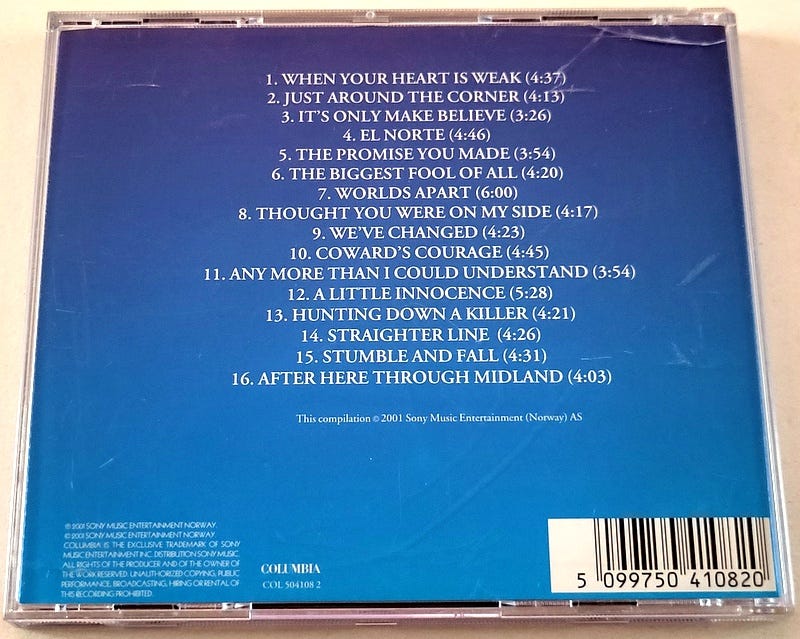 1. WHEN YOUR HEART IS WEAK (4:37)
2. JUST AROUND THE CORNER (4:13)
3. IT'S ONLY MAKE BELIEVE (3:26)
4. EL NORTE (4:46)
5. THE PROMISE YOU MADE (3:54)
6. THE BIGGEST FOOL OF ALL (4:20)
7. WORLDS APART (6:00)
8. THOUGHT YOU WERE ON MY SIDE (4:17)
9. WE'VE CHANGED (4:23)
10. COWARD'S COURAGE (4:45)
11. ANY MORE THAN I COULD UNDERSTAND (3:54)
12. A LITTLE INNOCENCE (5:28)
13. HUNTING DOWN A KILLER (4:21)
14. STRAIGHTER LINE (4:26)
15. STUMBLE AND FALL (4:31)
16. AFTER HERE THROUGH MIDLAND (4:03)
This compilation © 2001 Sony Music Entertainment (Norway) AS
℗ 2001 SONY MUSIC ENTERTAINMENT NORWAY.
© 2001 SONY MUSIC ENTERTAINMENT NORWAY
COLUMBIA IS THE EXCLUSIVE TRADEMARK OF SONY
MUSIC ENTERTAINMENT INC. DISTRIBUTION SONY MUSIC.
ALL RIGHTS OF THE PRODUCER AND OF THE OWNER OF
THE WORK RESERVED. UNAUTHORIZED COPYING, PUBLIC
PERFORMANCE, BROADCASTING, HIRING OR RENTAL OF
THIS RECORDING PROHIBITED.
COLUMBIA
COL 504108 2
5 099750 410820